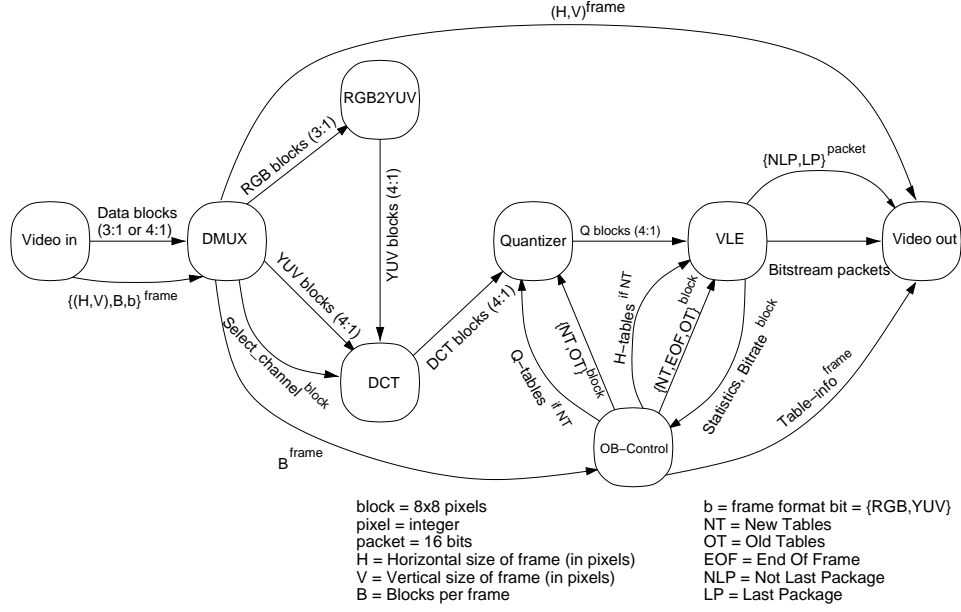 (H,V)frame
RGB2YUV
RGB blocks (3:1)
{NLP,LP}packet
YUV blocks (4:1)
Video in
Data blocks
(3:1 or 4:1)
DMUX
Quantizer
Q blocks (4:1)
VLE
Video out
Bitstream packets
{(H,V),B,b}frame
YUV blocks (4:1)
Select_channelblock
DCT
DCT blocks (4:1)
Q–tables if NT
{NT,OT}block
H–tables if NT
{NT,EOF,OT}block
Statistics, Bitrate block
Table–infoframe
OB–Control
Bframe
block = 8x8 pixels
pixel = integer
packet = 16 bits
H = Horizontal size of frame (in pixels)
V = Vertical size of frame (in pixels)
B = Blocks per frame
b = frame format bit = {RGB,YUV}
NT = New Tables
OT = Old Tables
EOF = End Of Frame
NLP = Not Last Package
LP = Last Package